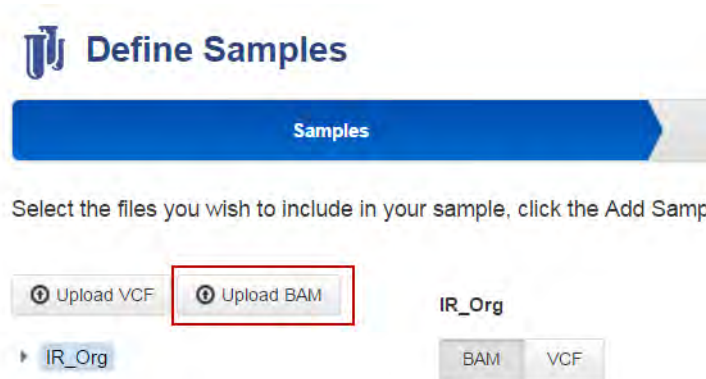 Define Samples
Samples
Select the files you wish to include in your sample, click the Add Samp
Upload VCF
Upload BAM
IR_Org
IR_Org
BAM
VCF